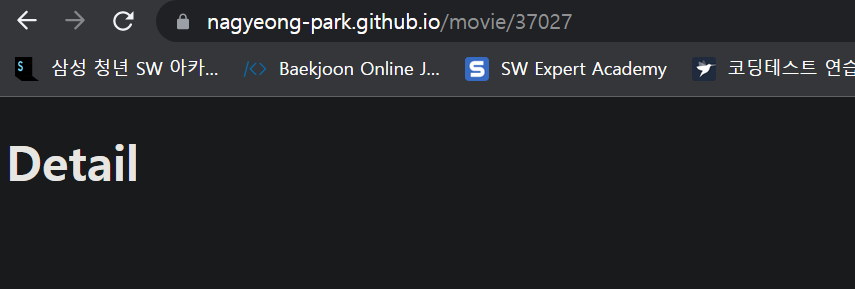 nagyeong-park.github.io/movie/37027
삼성 청년 SW 아카... </> Baekjoon Online J... S SW Expert Academy 코딩테스트 연습
Detail